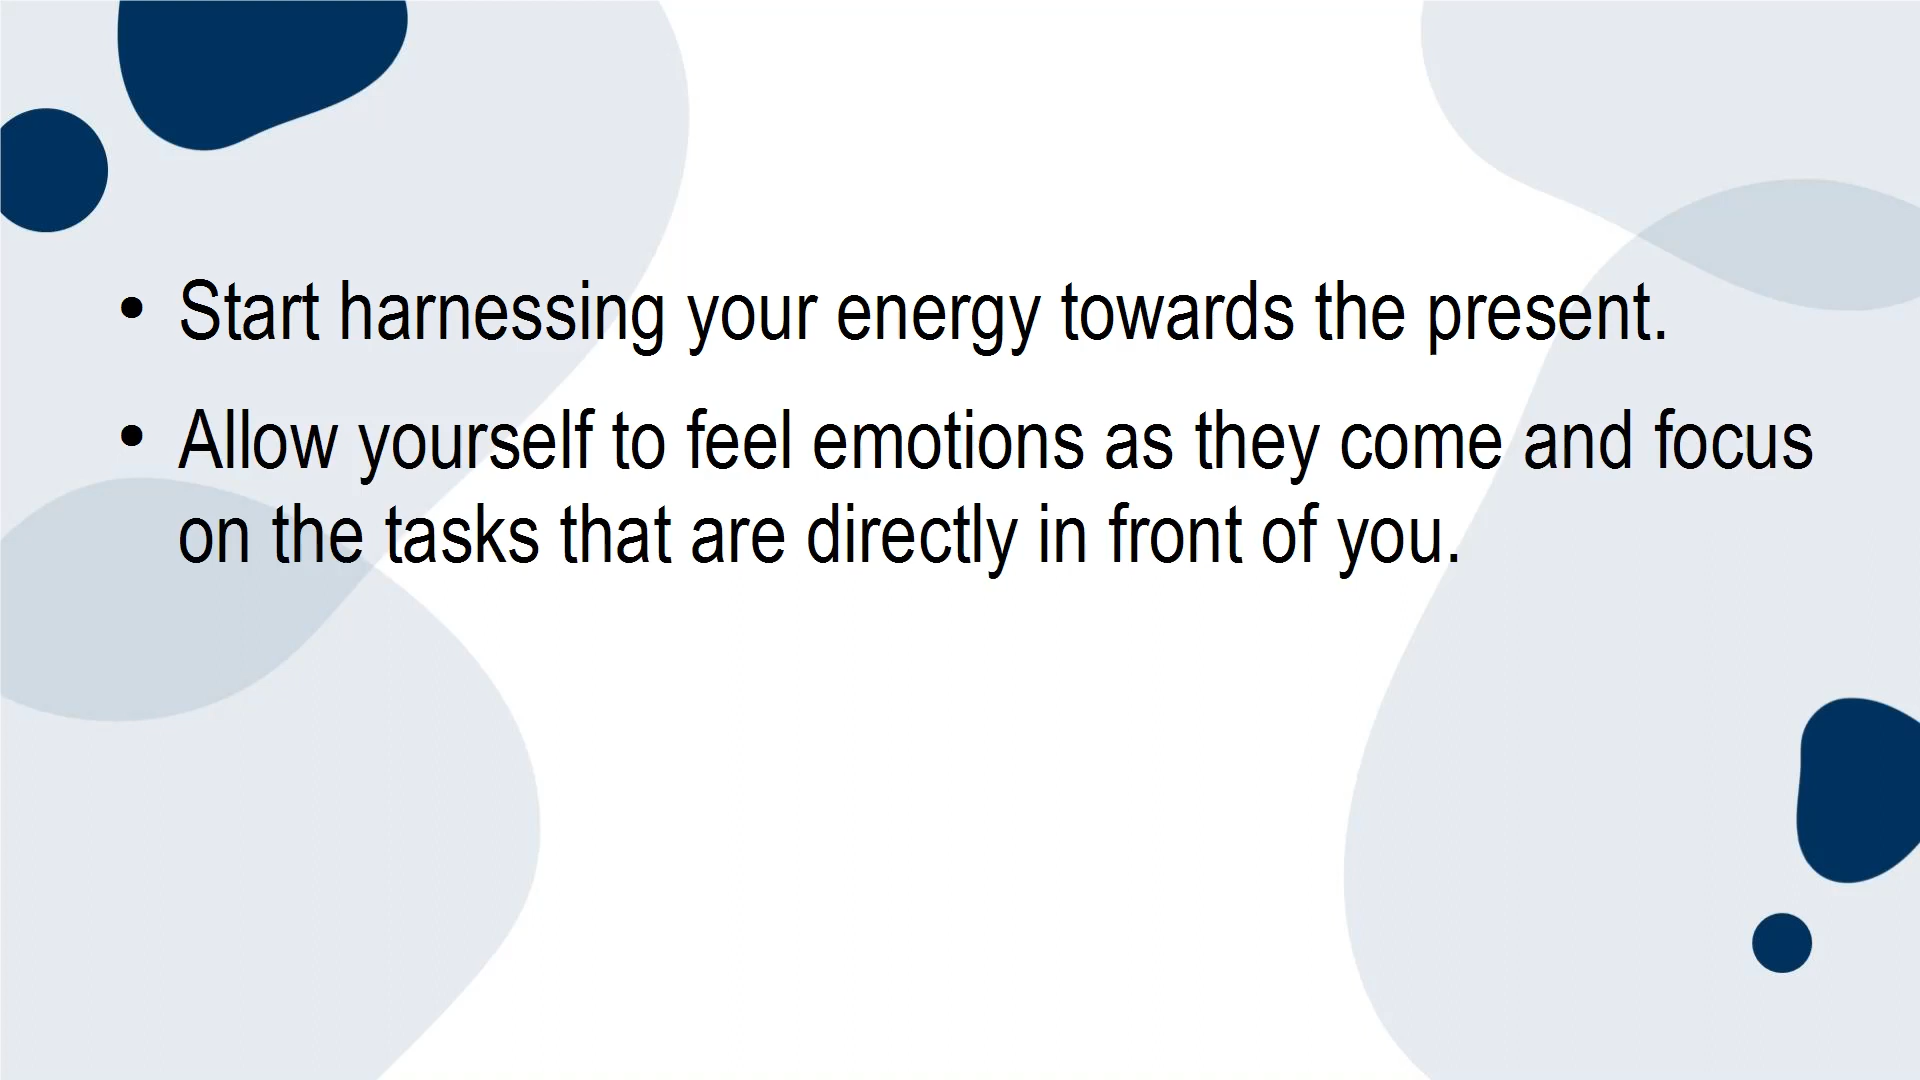 • Start harnessing your energy towards the present.
• Allow yourself to feel emotions as they come and focus
on the tasks that are directly in front of you.